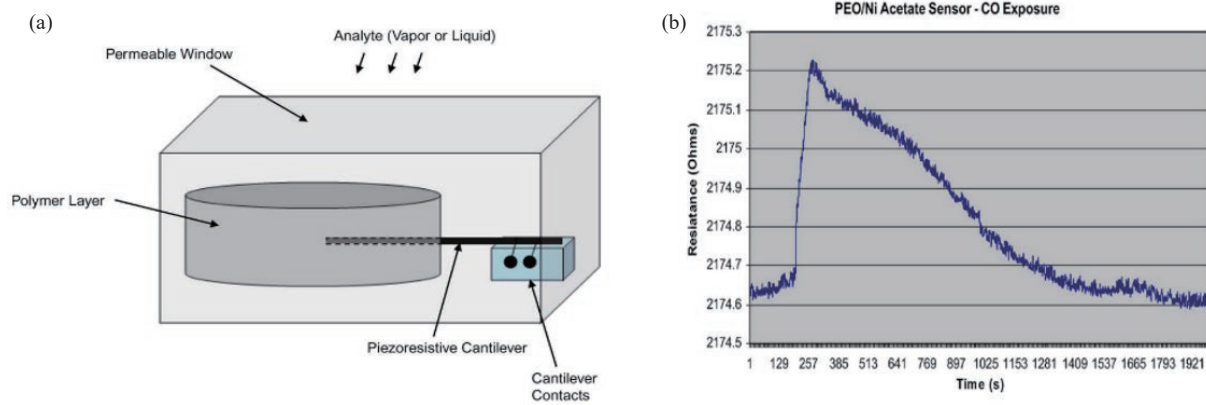 (a)
Analyte (Vapor or Liquid)
Permeable Window
Polymer Layer
Piezoresistive Cantilever
Cantilever
Contacts
(b)
PEO/Ni Acetate Sensor - CO Exposure
Resiatance (Ohms)
2175.3
2175.2
2175.1
2175
2174.9
2174.8
2174.7
2174.6
2174.5
1 129 257 385 513 641 769 897 1025 1153 1281 1409 1537 1665 1793 1921
Time (s)